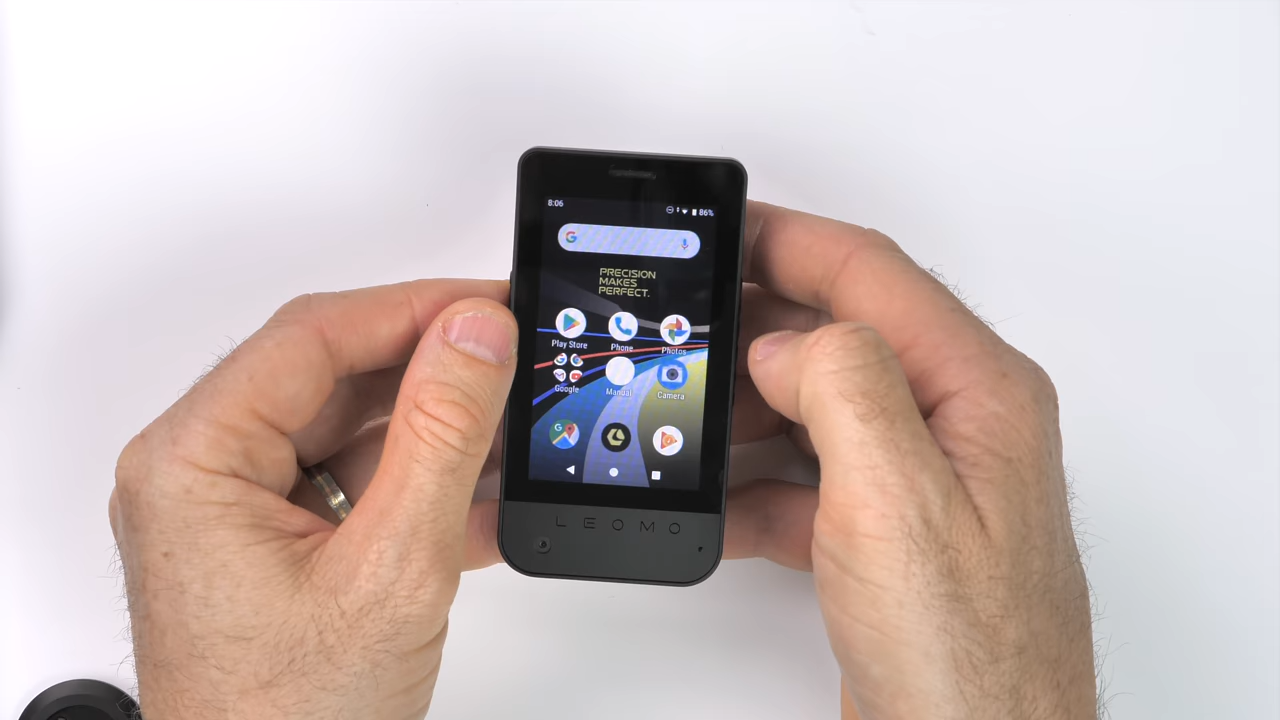 8:06
86%
PRECISION
MAKES
PERFECT.
Play Store
Phone
Photos
Google
Manual
Camera
LEOMO